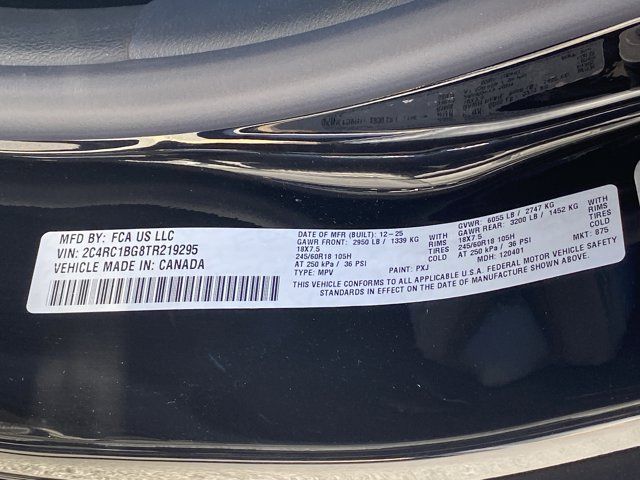 MFD BY: FCA US LLC
VIN: 2C4RC1BG8TR219295
VEHICLE MADE IN: CANADA
DATE OF MFR (BUILT): 12-25
GAWR FRONT: 2950 LB / 1339 KG WITH
18X7.5 RIMS
245/60R18 105H
AT 250 kPa / 36 PSI COLD
TYPE: MPV PAINT: PXJ
GVWR: 6055 LB / 2747 KG
GAWR REAR: 3200 LB / 1452 KG WITH
18X7.5 RIMS
245/60R18 105H
AT 250 kPa / 36 PSI COLD
MDH: 120401 MKT: 875
THIS VEHICLE CONFORMS TO ALL APPLICABLE U.S.A. FEDERAL MOTOR VEHICLE SAFETY
STANDARDS IN EFFECT ON THE DATE OF MANUFACTURE SHOWN ABOVE.